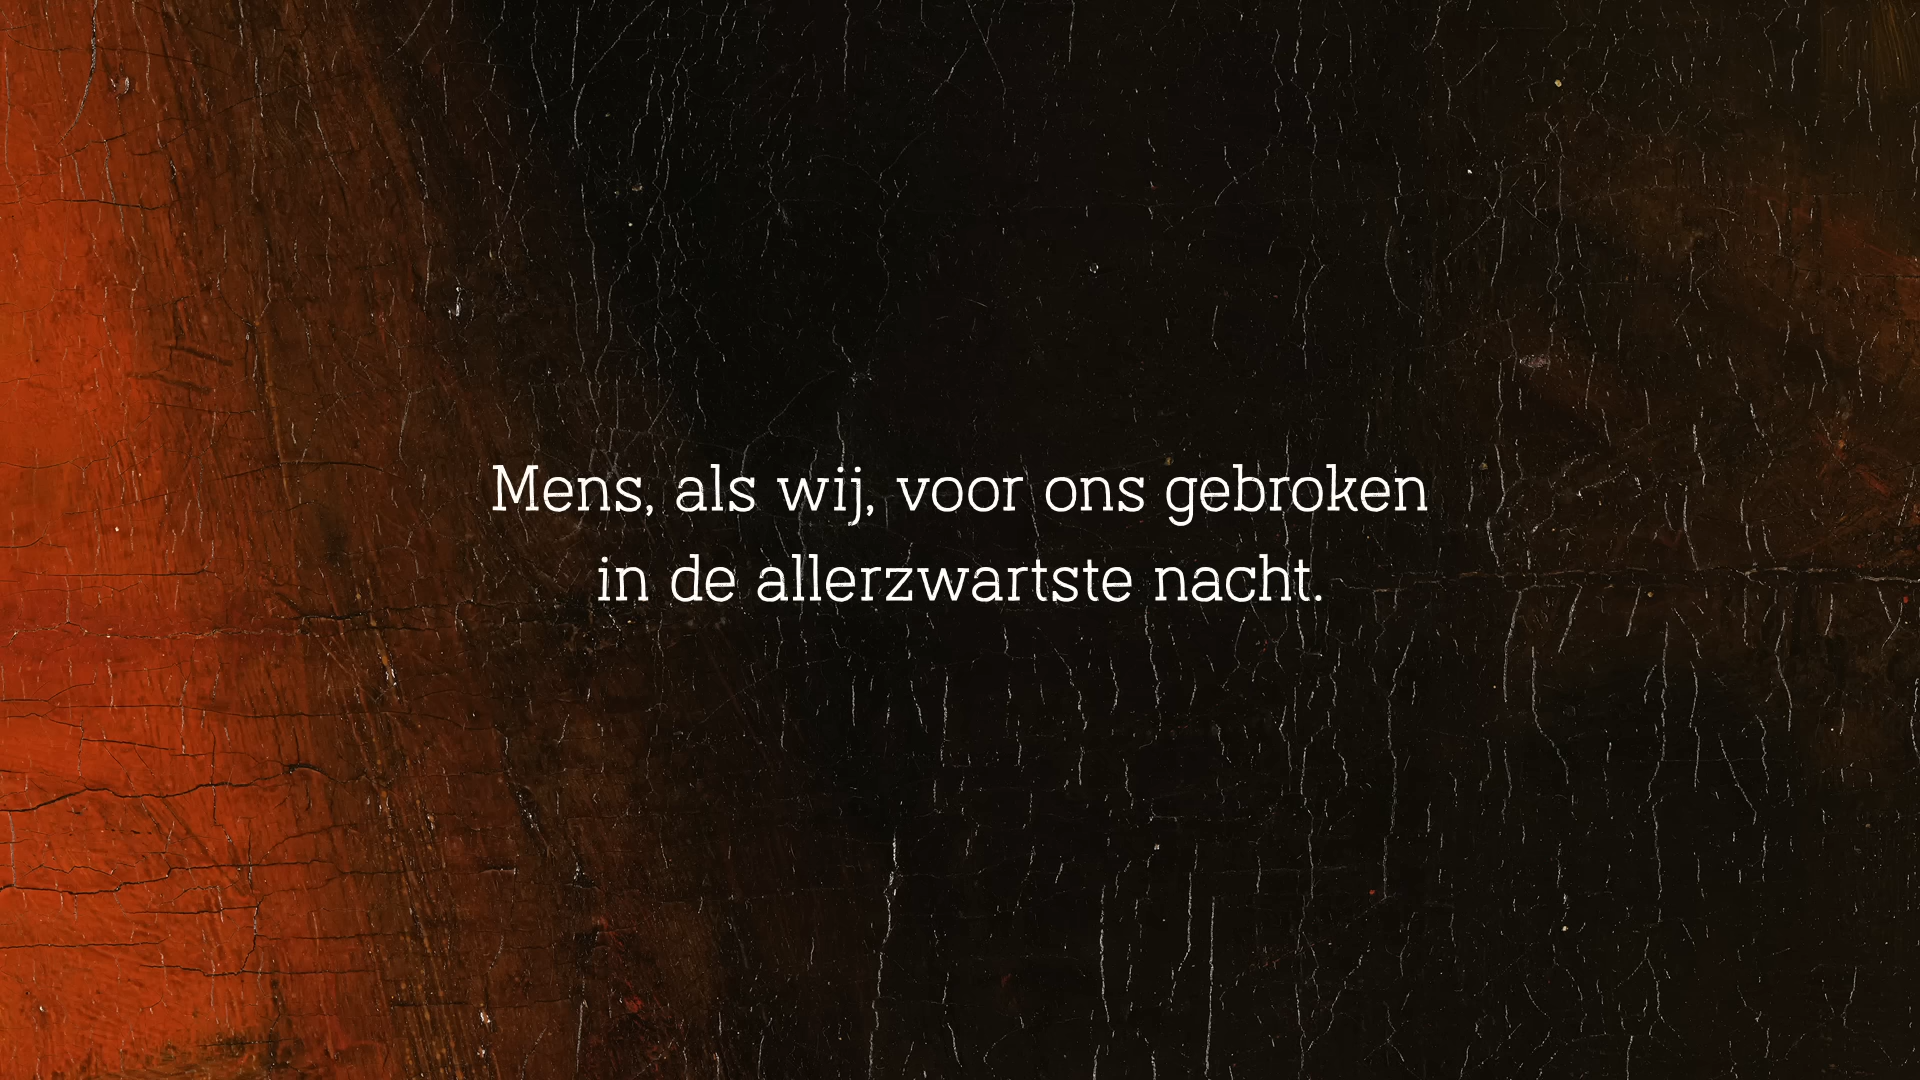 Mens, als wij, voor ons gebroken
in de allerzwartste nacht.